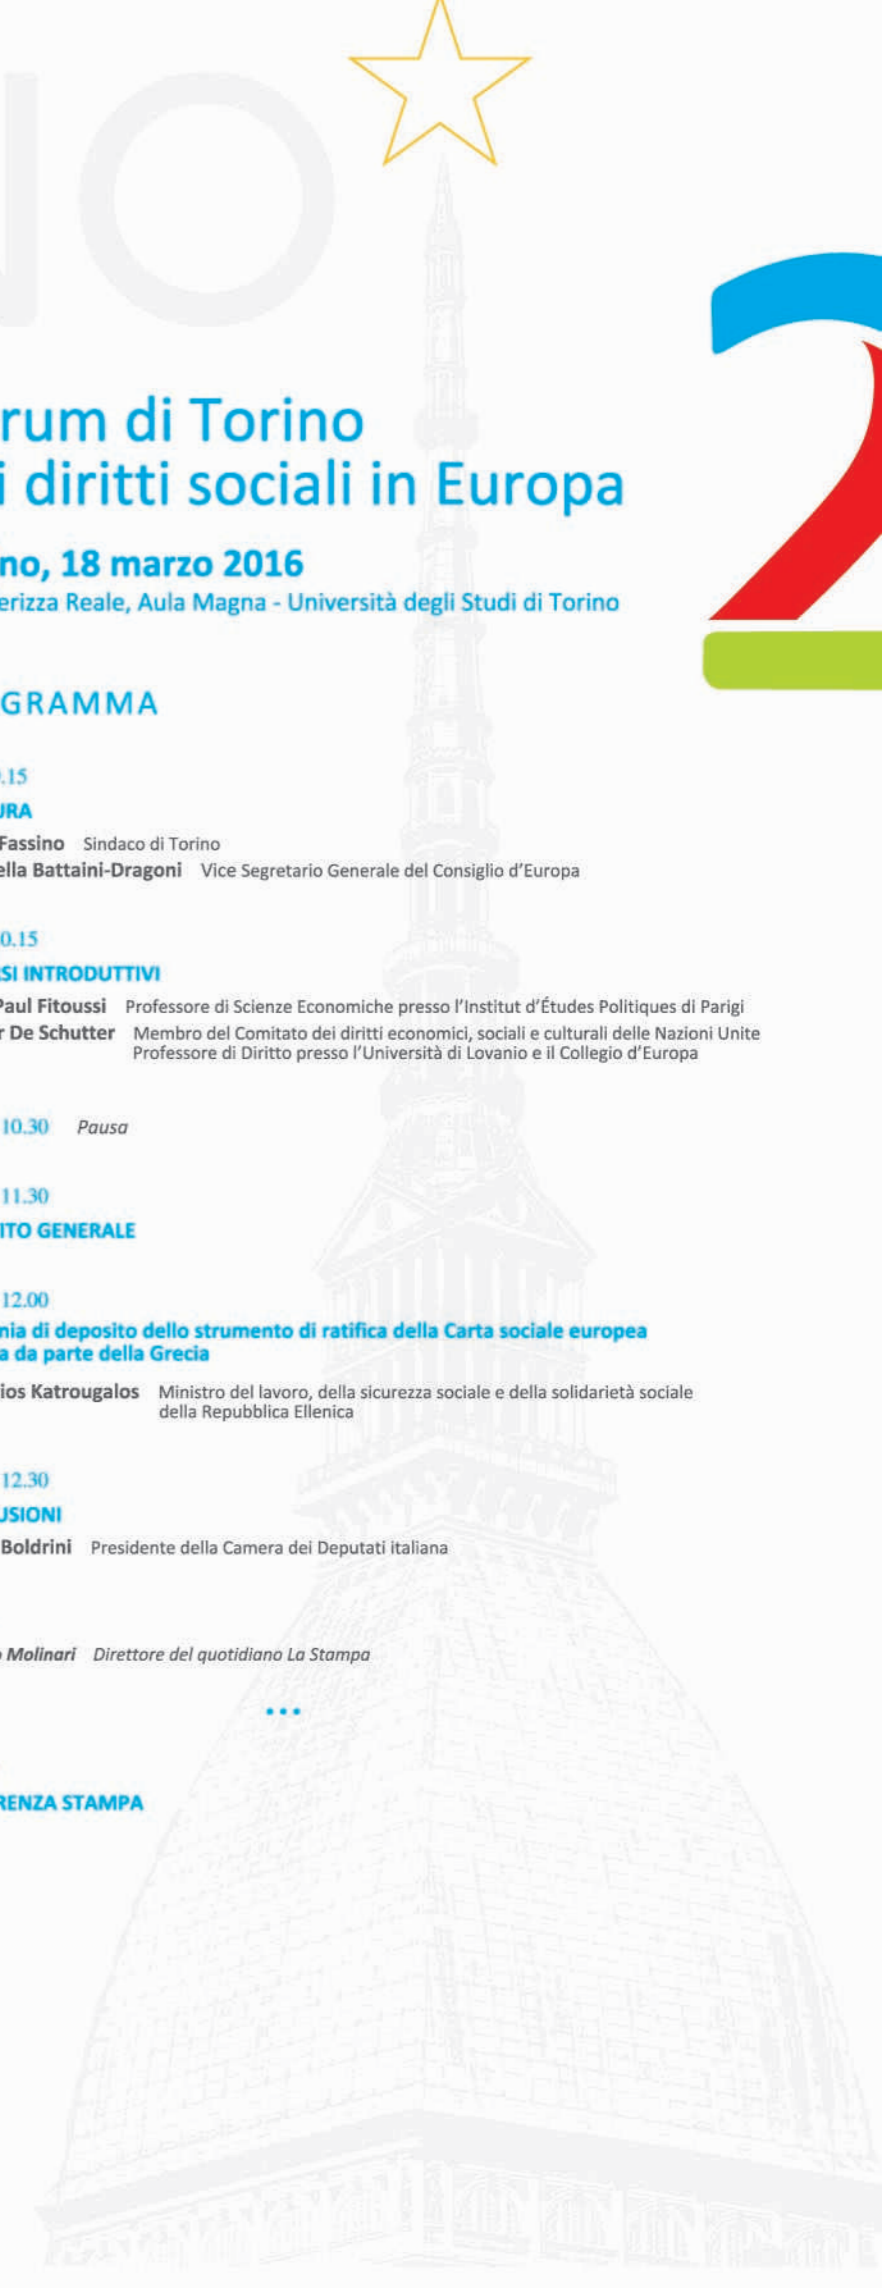 NO
rum di Torino
i diritti sociali in Europa
no, 18 marzo 2016
erizza Reale, Aula Magna - Università degli Studi di Torino
GRAMMA
.15
URA
Fassino Sindaco di Torino
ella Battaini-Dragoni Vice Segretario Generale del Consiglio d'Europa
0.15
SI INTRODUTTIVI
Paul Fitoussi Professore di Scienze Economiche presso l'Institut d'Études Politiques di Parigi
r De Schutter Membro del Comitato dei diritti economici, sociali e culturali delle Nazioni Unite
Professore di Diritto presso l'Università di Lovanio e il Collegio d'Europa
10.30 Pausa
11.30
ITO GENERALE
12.00
nia di deposito dello strumento di ratifica della Carta sociale europea
a da parte della Grecia
ios Katrougalos Ministro del lavoro, della sicurezza sociale e della solidarietà sociale
della Repubblica Ellenica
12.30
USIONI
Boldrini Presidente della Camera dei Deputati italiana
o Molinari Direttore del quotidiano La Stampa
...
RENZA STAMPA
2